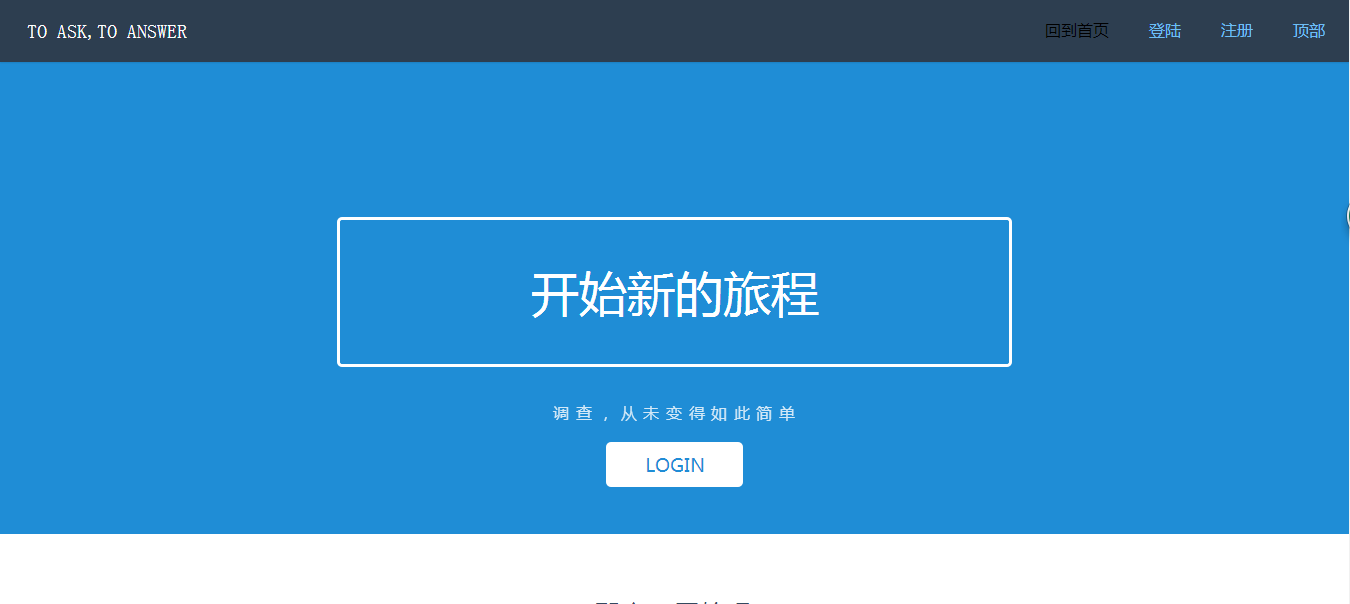 TO ASK,TO ANSWER
回到首页 登陆 注册 顶部
开始新的旅程
调查，从未变得如此简单
LOGIN